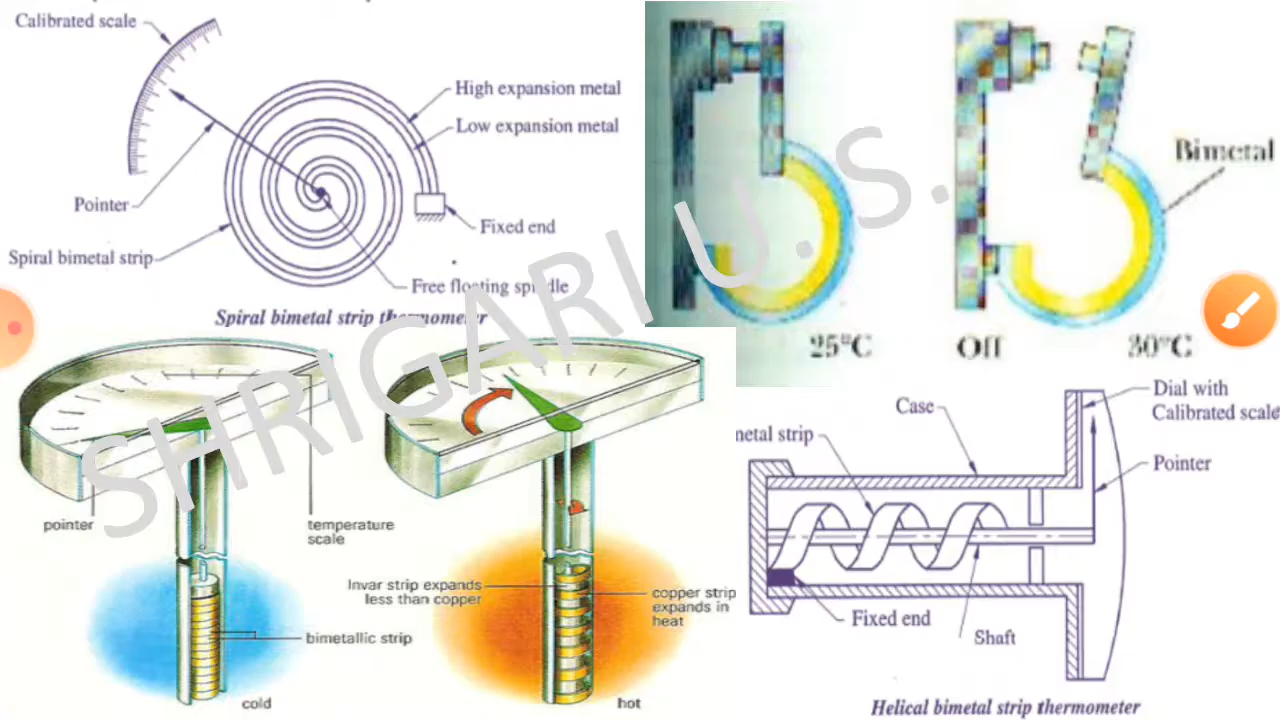 Calibrated scale
High expansion metal
Low expansion metal
Pointer
Fixed end
Spiral bimetal strip
Free floating spindle
Spiral bimetal strip thermometer
Bimetal
25°C
Off
30°C
pointer
temperature
scale
bimetallic strip
cold
Invar strip expands
less than copper
copper strip
expands in
heat
hot
Case
Dial with
Calibrated scale
metal strip
Pointer
Fixed end
Shaft
Helical bimetal strip thermometer
SHRIGARI U. S.